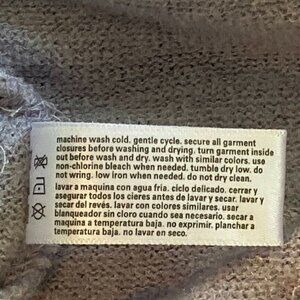 machine wash cold. gentle cycle. secure all garment
closures before washing and drying. turn garment inside
out before wash and dry. wash with similar colors. use
non-chlorine bleach when needed. tumble dry low. do
not wring. low iron when needed. do not dry clean.
lavar a maquina con agua fria. ciclo delicado. cerrar y
asegurar todos los cieres antes de lavar y secar. lavar y
secar del revés. lavar con colores similares. usar
blanqueador sin cloro cuando sea necesario. secar a
maquina a temperatura baja. no exprimir. planchar a
temperatura baja. no lavar en seco.